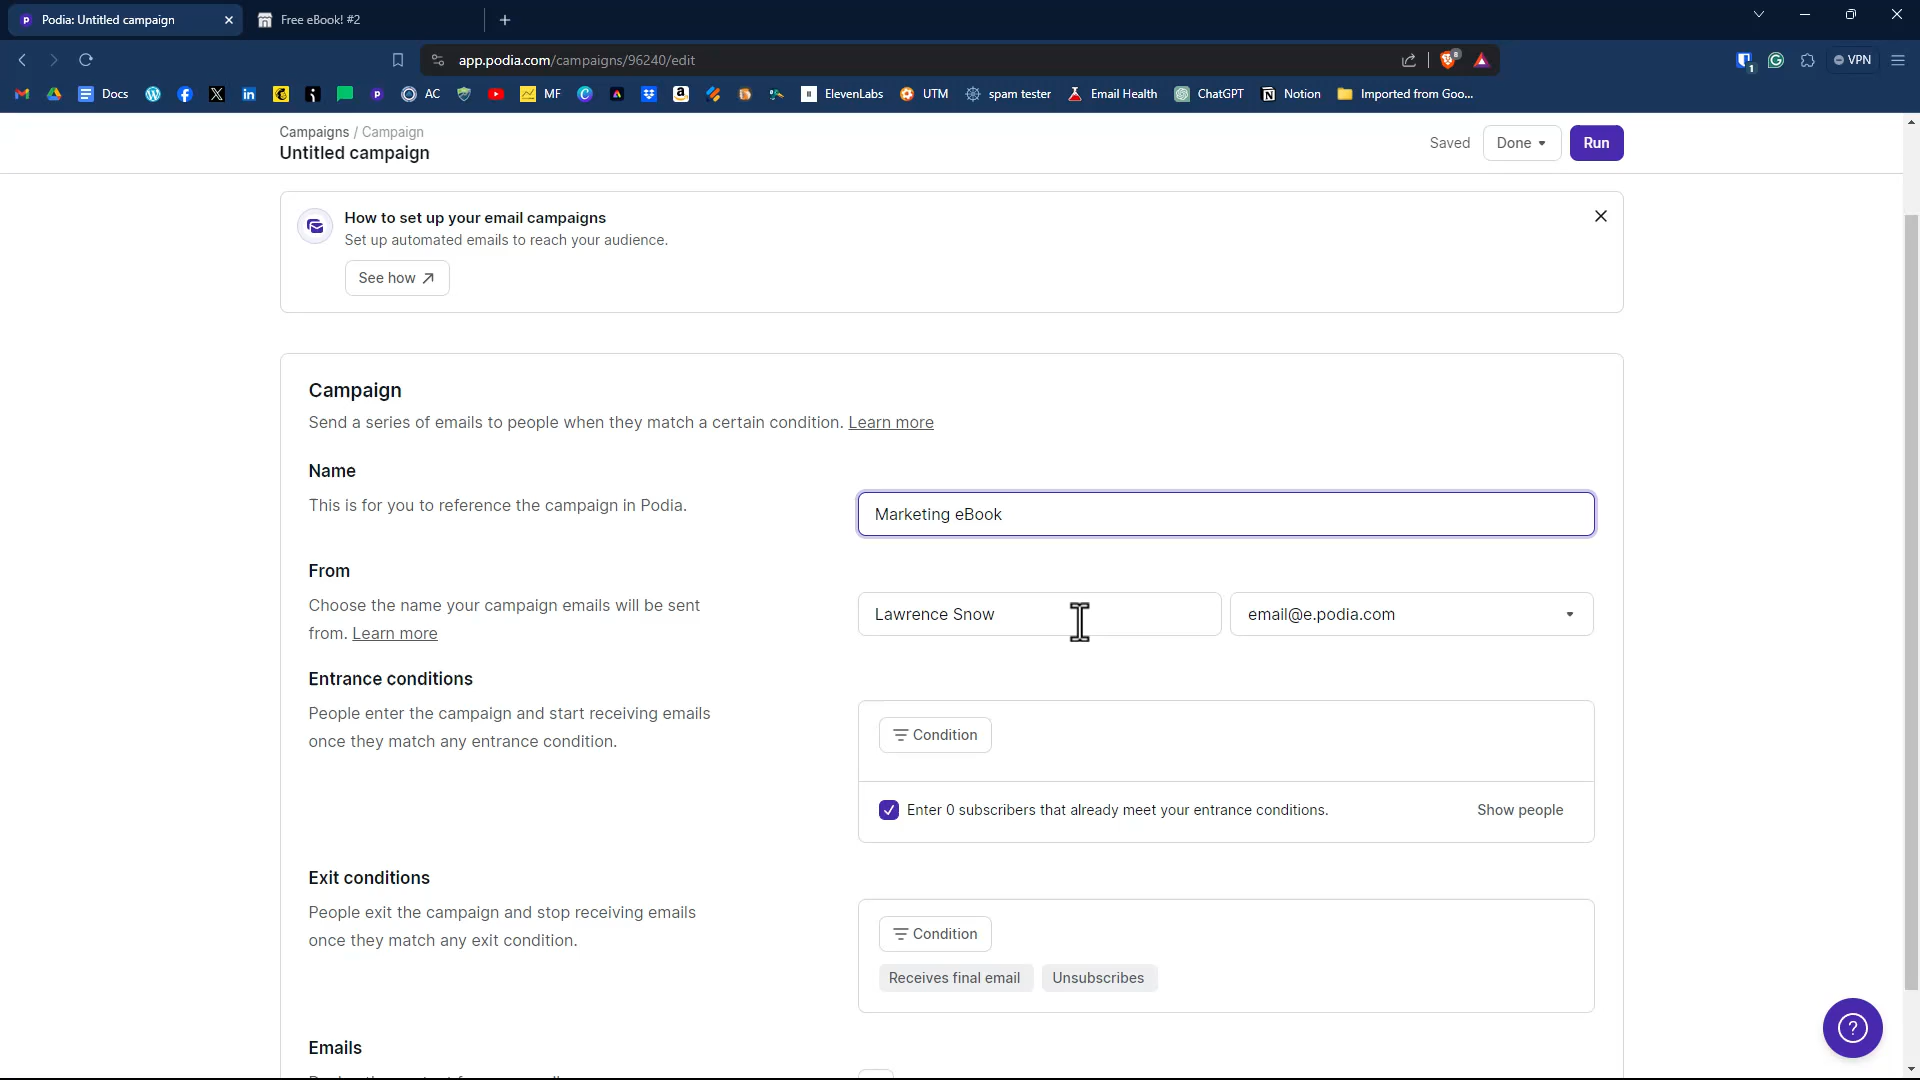 Podia: Untitled campaign
Free eBook! #2
app.podia.com/campaigns/96240/edit
VPN
Docs
AC
MF
ElevenLabs
UTM
spam tester
Email Health
ChatGPT
Notion
Imported from Goo...
Campaigns / Campaign
Untitled campaign
Saved
Done
Run
How to set up your email campaigns
Set up automated emails to reach your audience.
See how
Campaign
Send a series of emails to people when they match a certain condition. Learn more
Name
This is for you to reference the campaign in Podia.
Marketing eBook
From
Choose the name your campaign emails will be sent
from. Learn more
Lawrence Snow
email@e.podia.com
Entrance conditions
People enter the campaign and start receiving emails
once they match any entrance condition.
Condition
Enter 0 subscribers that already meet your entrance conditions.
Show people
Exit conditions
People exit the campaign and stop receiving emails
once they match any exit condition.
Condition
Receives final email
Unsubscribes
Emails